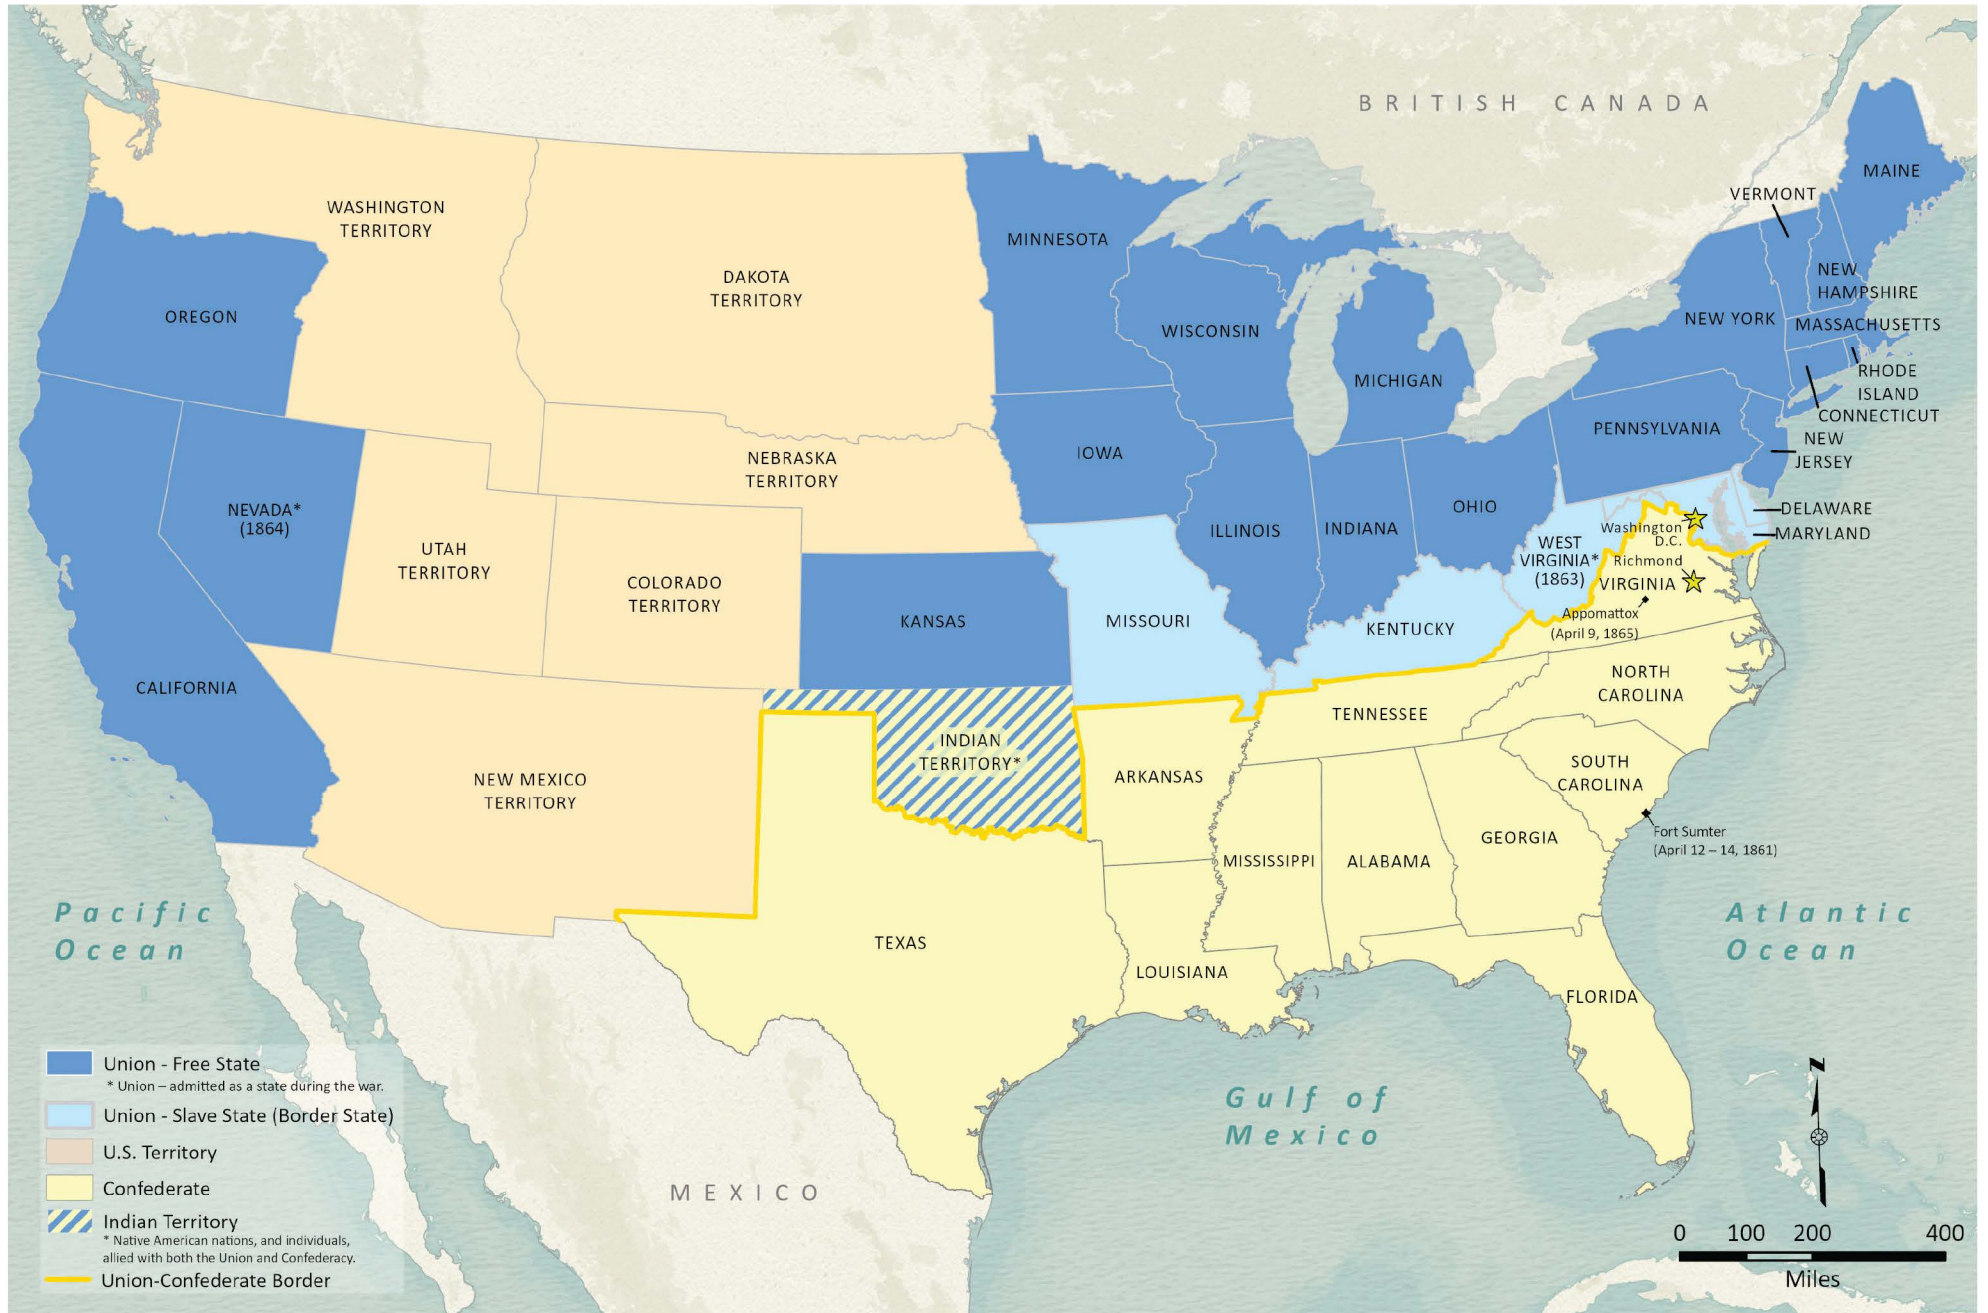 BRITISH CANADA
MAINE
VERMONT
WASHINGTON
TERRITORY
MINNESOTA
DAKOTA
TERRITORY
NEW
HAMPSHIRE
OREGON
WISCONSIN
NEW YORK
MASSACHUSETTS
MICHIGAN
RHODE
ISLAND
CONNECTICUT
PENNSYLVANIA
NEW
JERSEY
IOWA
NEBRASKA
TERRITORY
NEVADA*
(1864)
OHIO
DELAWARE
ILLINOIS
INDIANA
Washington
D.C.
MARYLAND
WEST
VIRGINIA*
(1863)
UTAH
TERRITORY
Richmond
VIRGINIA
COLORADO
TERRITORY
Appomattox
(April 9, 1865)
KANSAS
MISSOURI
KENTUCKY
CALIFORNIA
NORTH
CAROLINA
TENNESSEE
INDIAN
TERRITORY*
NEW MEXICO
TERRITORY
ARKANSAS
SOUTH
CAROLINA
GEORGIA
Fort Sumter
(April 12 – 14, 1861)
MISSISSIPPI
ALABAMA
Pacific
Ocean
Atlantic
Ocean
TEXAS
LOUISIANA
FLORIDA
Gulf of
Mexico
MEXICO
Union - Free State
* Union – admitted as a state during the war.
Union - Slave State (Border State)
U.S. Territory
Confederate
Indian Territory
* Native American nations, and individuals,
allied with both the Union and Confederacy.
Union-Confederate Border
N
0 100 200 400
Miles